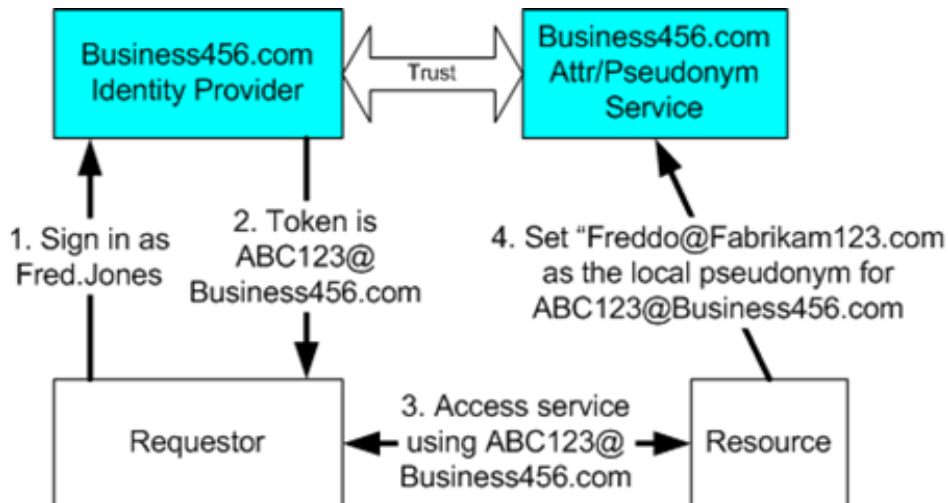 Business456.com
Identity Provider
Trust
Business456.com
Attr/Pseudonym
Service
1. Sign in as
Fred.Jones
2. Token is
ABC123@
Business456.com
4. Set “Freddo@Fabrikam123.com
as the local pseudonym for
ABC123@Business456.com
Requestor
3. Access service
using ABC123@
Business456.com
Resource